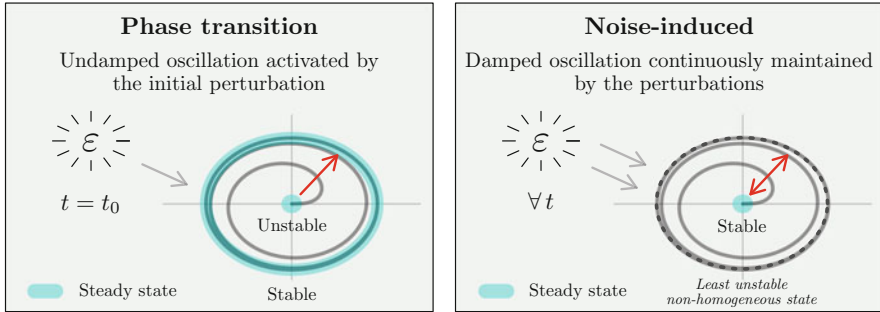 Phase transition
Undamped oscillation activated by
the initial perturbation
ε
t = t₀
Unstable
Steady state
Stable
Noise-induced
Damped oscillation continuously maintained
by the perturbations
ε
∀ t
Stable
Steady state
Least unstable
non-homogeneous state